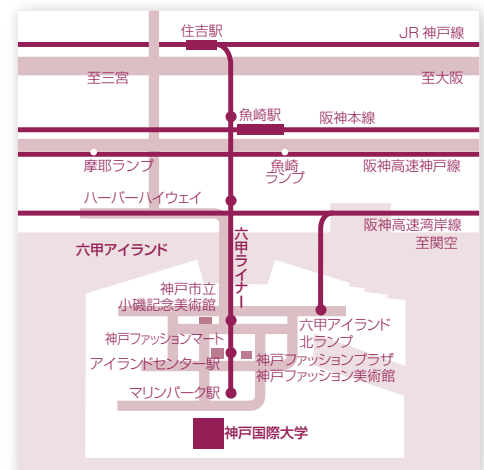 住吉駅
JR 神戸線
至三宮
至大阪
魚崎駅
阪神本線
摩耶ランプ
魚崎
ランプ
阪神高速神戸線
ハーバーハイウェイ
阪神高速湾岸線
至関空
六甲アイランド
六甲ライナー
神戸市立
小磯記念美術館
六甲アイランド
北ランプ
神戸ファッションマート
アイランドセンター駅
神戸ファッションプラザ
神戸ファッション美術館
マリンパーク駅
神戸国際大学